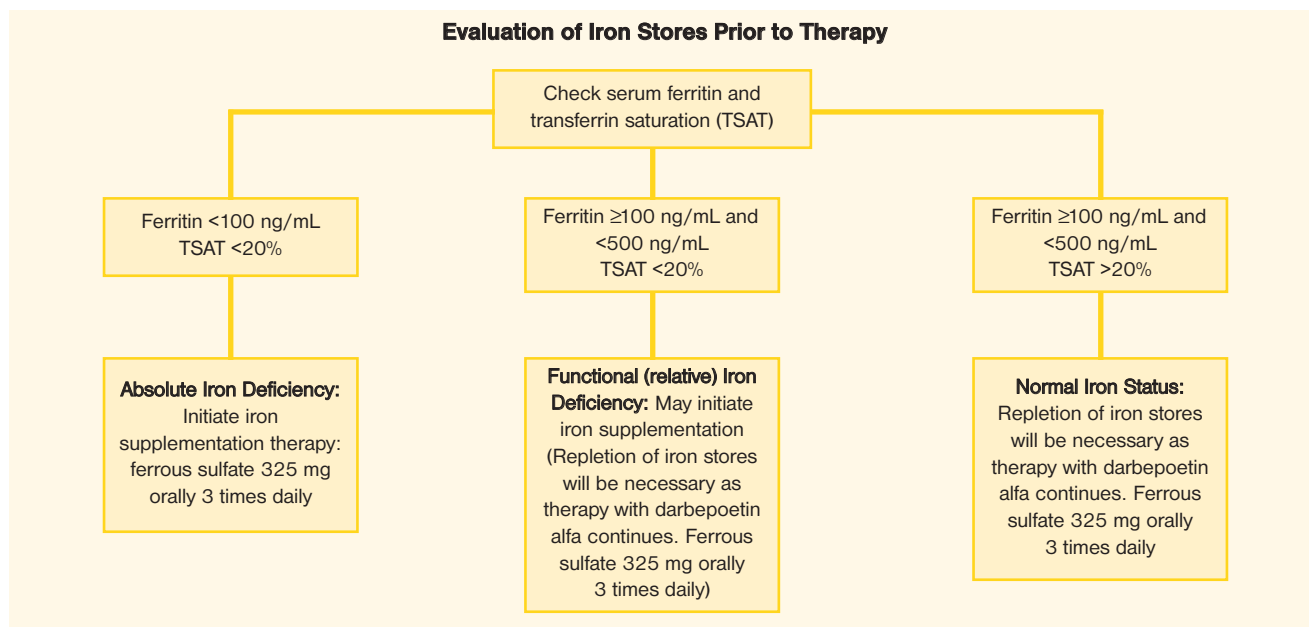 Evaluation of Iron Stores Prior to Therapy
Check serum ferritin and
transferrin saturation (TSAT)
Ferritin <100 ng/mL
TSAT <20%
Ferritin ≥100 ng/mL and
<500 ng/mL
TSAT <20%
Ferritin ≥100 ng/mL and
<500 ng/mL
TSAT >20%
Absolute Iron Deficiency:
Initiate iron
supplementation therapy:
ferrous sulfate 325 mg
orally 3 times daily
Functional (relative) Iron
Deficiency: May initiate
iron supplementation
(Repletion of iron stores
will be necessary as
therapy with darbepoetin
alfa continues. Ferrous
sulfate 325 mg orally
3 times daily)
Normal Iron Status:
Repletion of iron stores
will be necessary as
therapy with darbepoetin
alfa continues. Ferrous
sulfate 325 mg orally
3 times daily